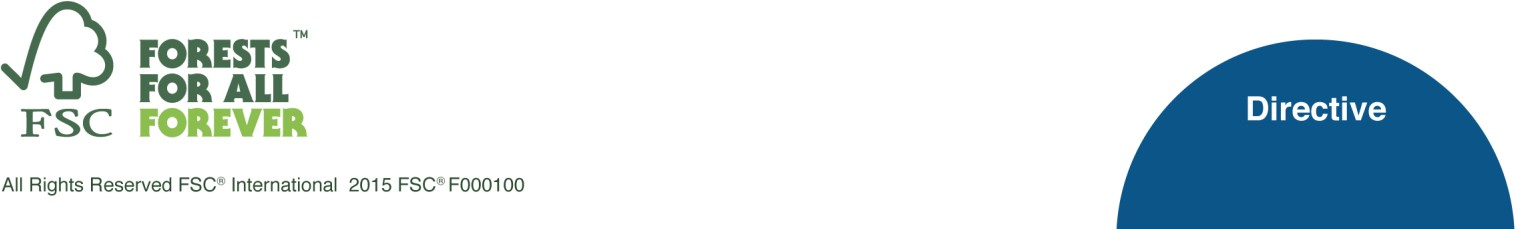 FSC
FORESTS™
FOR ALL
FOREVER
All Rights Reserved FSC® International 2015 FSC® F000100
Directive